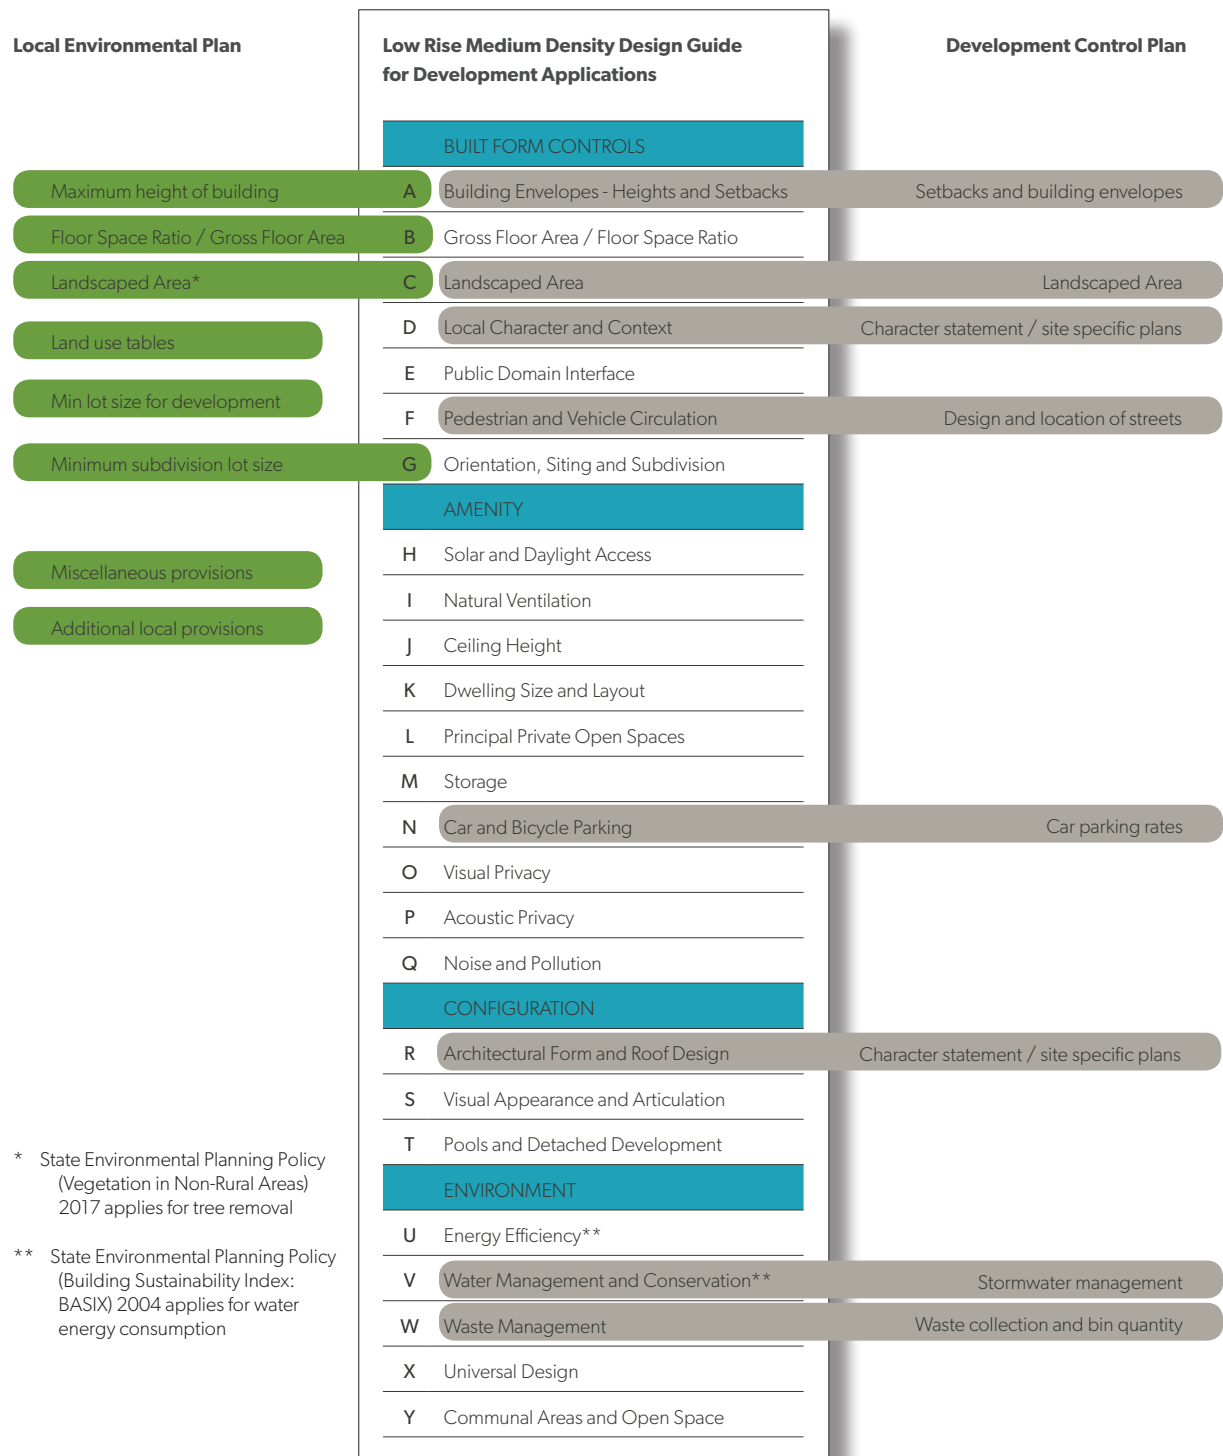 Local Environmental Plan
Low Rise Medium Density Design Guide
for Development Applications
Development Control Plan
BUILT FORM CONTROLS
Maximum height of building A Building Envelopes - Heights and Setbacks Setbacks and building envelopes
Floor Space Ratio / Gross Floor Area B Gross Floor Area / Floor Space Ratio
Landscaped Area* C Landscaped Area Landscaped Area
D Local Character and Context Character statement / site specific plans
Land use tables
E Public Domain Interface
Min lot size for development
F Pedestrian and Vehicle Circulation Design and location of streets
Minimum subdivision lot size G Orientation, Siting and Subdivision
AMENITY
H Solar and Daylight Access
Miscellaneous provisions
I Natural Ventilation
Additional local provisions
J Ceiling Height
K Dwelling Size and Layout
L Principal Private Open Spaces
M Storage
N Car and Bicycle Parking Car parking rates
O Visual Privacy
P Acoustic Privacy
Q Noise and Pollution
CONFIGURATION
R Architectural Form and Roof Design Character statement / site specific plans
S Visual Appearance and Articulation
T Pools and Detached Development
ENVIRONMENT
U Energy Efficiency**
V Water Management and Conservation** Stormwater management
W Waste Management Waste collection and bin quantity
X Universal Design
Y Communal Areas and Open Space
* State Environmental Planning Policy
(Vegetation in Non-Rural Areas)
2017 applies for tree removal
** State Environmental Planning Policy
(Building Sustainability Index:
BASIX) 2004 applies for water
energy consumption